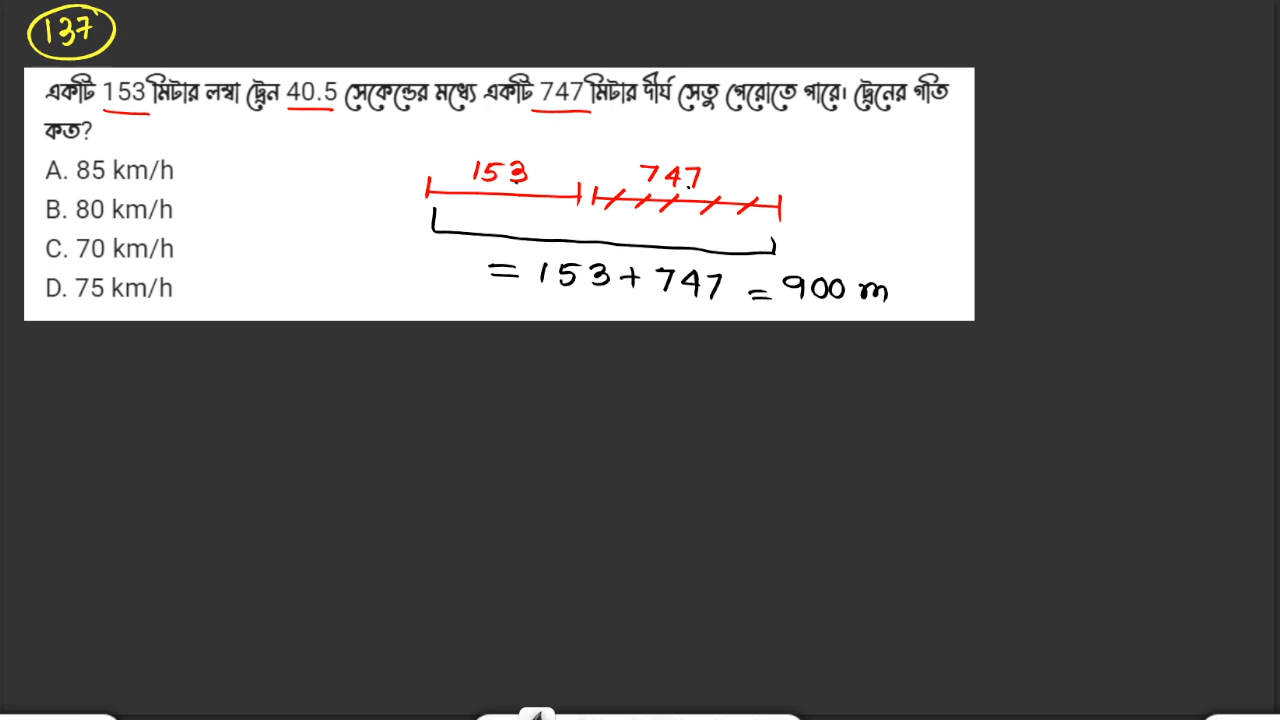 137
একটি 153 মিটার লম্বা ট্রেন 40.5 সেকেন্ডের মধ্যে একটি 747 মিটার দীর্ঘ সেতু পেরোতে পারে। ট্রেনের গতি
কত?
A. 85 km/h
153 747
B. 80 km/h
C. 70 km/h
= 153 + 747 = 900 m
D. 75 km/h